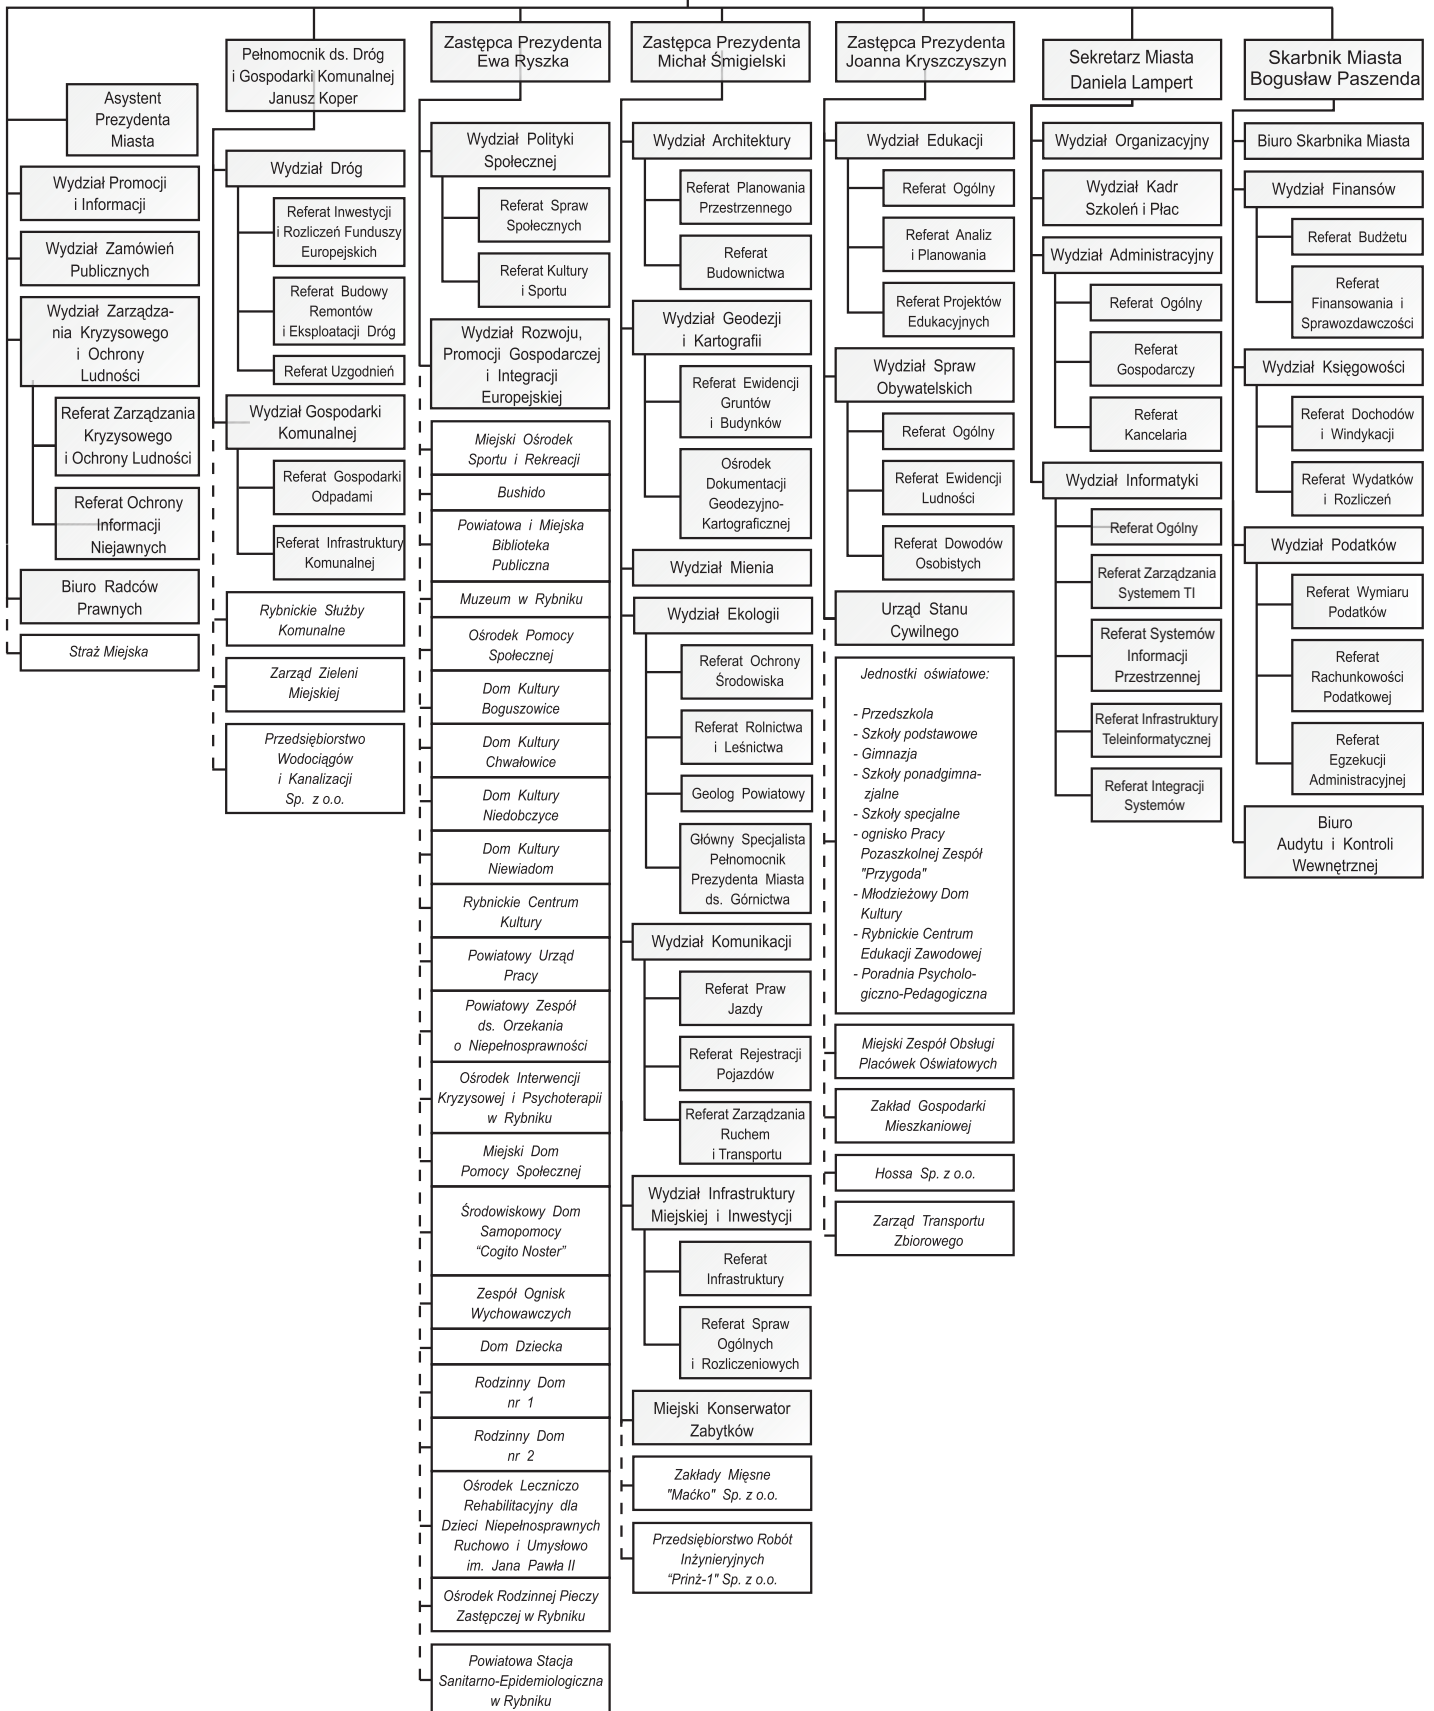 Asystent
Prezydenta
Miasta
Wydział Promocji
i Informacji
Wydział Zamówień
Publicznych
Wydział Zarządza-
nia Kryzysowego
i Ochrony
Ludności
Referat Zarządzania
Kryzysowego
i Ochrony Ludności
Referat Ochrony
Informacji
Niejawnych
Biuro Radców
Prawnych
Straż Miejska
Pełnomocnik ds. Dróg
i Gospodarki Komunalnej
Janusz Koper
Wydział Dróg
Referat Inwestycji
i Rozliczeń Funduszy
Europejskich
Referat Budowy
Remontów
i Eksploatacji Dróg
Referat Uzgodnień
Wydział Gospodarki
Komunalnej
Referat Gospodarki
Odpadami
Referat Infrastruktury
Komunalnej
Rybnickie Służby
Komunalne
Zarząd Zieleni
Miejskiej
Przedsiębiorstwo
Wodociągów
i Kanalizacji
Sp. z o.o.
Zastępca Prezydenta
Ewa Ryszka
Wydział Polityki
Społecznej
Referat Spraw
Społecznych
Referat Kultury
i Sportu
Wydział Rozwoju,
Promocji Gospodarczej
i Integracji
Europejskiej
Miejski Ośrodek
Sportu i Rekreacji
Bushido
Powiatowa i Miejska
Biblioteka
Publiczna
Muzeum w Rybniku
Ośrodek Pomocy
Społecznej
Dom Kultury
Boguszowice
Dom Kultury
Chwałowice
Dom Kultury
Niedobczyce
Dom Kultury
Niewiadom
Rybnickie Centrum
Kultury
Powiatowy Urząd
Pracy
Powiatowy Zespół
ds. Orzekania
o Niepełnosprawności
Ośrodek Interwencji
Kryzysowej i Psychoterapii
w Rybniku
Miejski Dom
Pomocy Społecznej
Środowiskowy Dom
Samopomocy
“Cogito Noster”
Zespół Ognisk
Wychowawczych
Dom Dziecka
Rodzinny Dom
nr 1
Rodzinny Dom
nr 2
Ośrodek Leczniczo
Rehabilitacyjny dla
Dzieci Niepełnosprawnych
Ruchowo i Umysłowo
im. Jana Pawła II
Ośrodek Rodzinnej Pieczy
Zastępczej w Rybniku
Powiatowa Stacja
Sanitarno-Epidemiologiczna
w Rybniku
Zastępca Prezydenta
Michał Śmigielski
Wydział Architektury
Referat Planowania
Przestrzennego
Referat
Budownictwa
Wydział Geodezji
i Kartografii
Referat Ewidencji
Gruntów
i Budynków
Ośrodek
Dokumentacji
Geodezyjno-
Kartograficznej
Wydział Mienia
Wydział Ekologii
Referat Ochrony
Środowiska
Referat Rolnictwa
i Leśnictwa
Geolog Powiatowy
Główny Specjalista
Pełnomocnik
Prezydenta Miasta
ds. Górnictwa
Wydział Komunikacji
Referat Praw
Jazdy
Referat Rejestracji
Pojazdów
Referat Zarządzania
Ruchem
i Transportu
Wydział Infrastruktury
Miejskiej i Inwestycji
Referat
Infrastruktury
Referat Spraw
Ogólnych
i Rozliczeniowych
Miejski Konserwator
Zabytków
Zakłady Mięsne
"Maćko" Sp. z o.o.
Przedsiębiorstwo Robót
Inżynieryjnych
“Prinż-1" Sp. z o.o.
Zastępca Prezydenta
Joanna Kryszczyszyn
Wydział Edukacji
Referat Ogólny
Referat Analiz
i Planowania
Referat Projektów
Edukacyjnych
Wydział Spraw
Obywatelskich
Referat Ogólny
Referat Ewidencji
Ludności
Referat Dowodów
Osobistych
Urząd Stanu
Cywilnego
Jednostki oświatowe:
- Przedszkola
- Szkoły podstawowe
- Gimnazja
- Szkoły ponadgimna-
zjalne
- Szkoły specjalne
- ognisko Pracy
Pozaszkolnej Zespół
"Przygoda"
- Młodzieżowy Dom
Kultury
- Rybnickie Centrum
Edukacji Zawodowej
- Poradnia Psycholo-
giczno-Pedagogiczna
Miejski Zespół Obsługi
Placówek Oświatowych
Zakład Gospodarki
Mieszkaniowej
Hossa Sp. z o.o.
Zarząd Transportu
Zbiorowego
Sekretarz Miasta
Daniela Lampert
Wydział Organizacyjny
Wydział Kadr
Szkoleń i Płac
Wydział Administracyjny
Referat Ogólny
Referat
Gospodarczy
Referat
Kancelaria
Wydział Informatyki
Referat Ogólny
Referat Zarządzania
Systemem TI
Referat Systemów
Informacji
Przestrzennej
Referat Infrastruktury
Teleinformatycznej
Referat Integracji
Systemów
Skarbnik Miasta
Bogusław Paszenda
Biuro Skarbnika Miasta
Wydział Finansów
Referat Budżetu
Referat
Finansowania i
Sprawozdawczości
Wydział Księgowości
Referat Dochodów
i Windykacji
Referat Wydatków
i Rozliczeń
Wydział Podatków
Referat Wymiaru
Podatków
Referat
Rachunkowości
Podatkowej
Referat
Egzekucji
Administracyjnej
Biuro
Audytu i Kontroli
Wewnętrznej